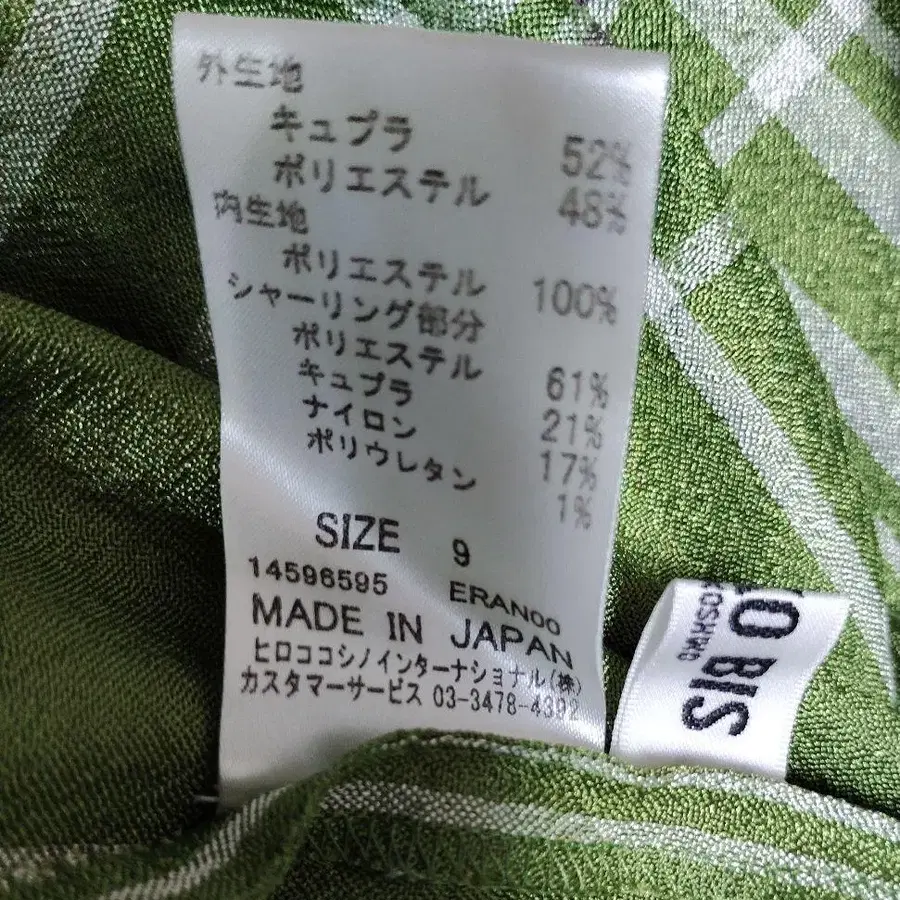 外生地
キュプラ 52%
ポリエステル 48%
内生地
ポリエステル 100%
シャーリング部分
ポリエステル 61%
キュプラ 21%
ナイロン 17%
ポリウレタン 1%
SIZE 9
14596595 ERANOO
MADE IN JAPAN
ヒロココシノインターナショナル(株)
カスタマーサービス 03-3478-4392
KO BIS
KOSHINO